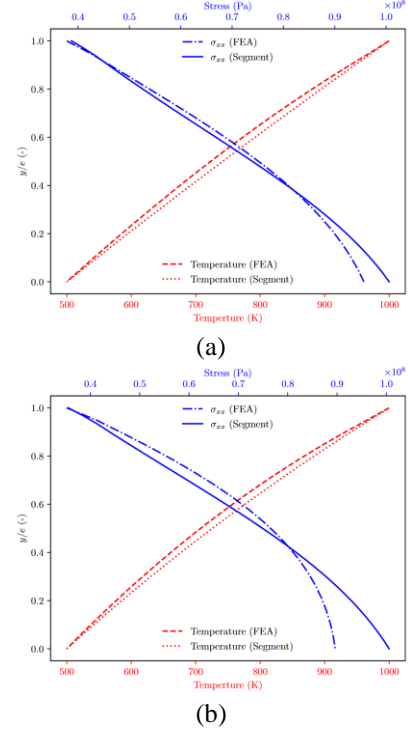 Stress (Pa)
×10⁸
0.4 0.5 0.6 0.7 0.8 0.9 1.0
σxx (FEA)
σxx (Segment)
1.0
0.8
0.6
0.4
0.2
0.0
y/e (-)
Temperature (FEA)
Temperature (Segment)
500 600 700 800 900 1000
Temperture (K)
(a)
Stress (Pa)
×10⁸
0.4 0.5 0.6 0.7 0.8 0.9 1.0
σxx (FEA)
σxx (Segment)
1.0
0.8
0.6
0.4
0.2
0.0
y/e (-)
Temperature (FEA)
Temperature (Segment)
500 600 700 800 900 1000
Temperture (K)
(b)